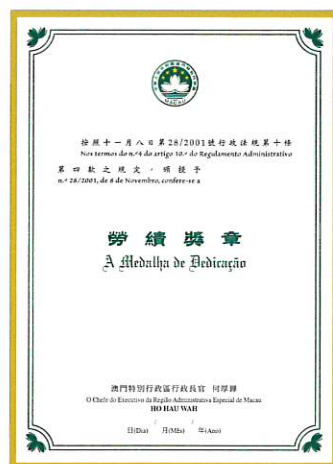 MACAU
按照十一月八日第28/2001號行政法規第十條
Nos termos do n.º4 do artigo 10.º do Regulamento Administrativo
第四款之規定，頒授予
n.º 28/2001, de 8 de Novembro, confere-se a
勞績獎章
A Medalha de Dedicação
澳門特別行政區行政長官 何厚鏵
O Chefe do Executivo da Região Administrativa Especial de Macau
HO HAU WAH
/ /
日(Dia) 月(Mês) 年(Ano)